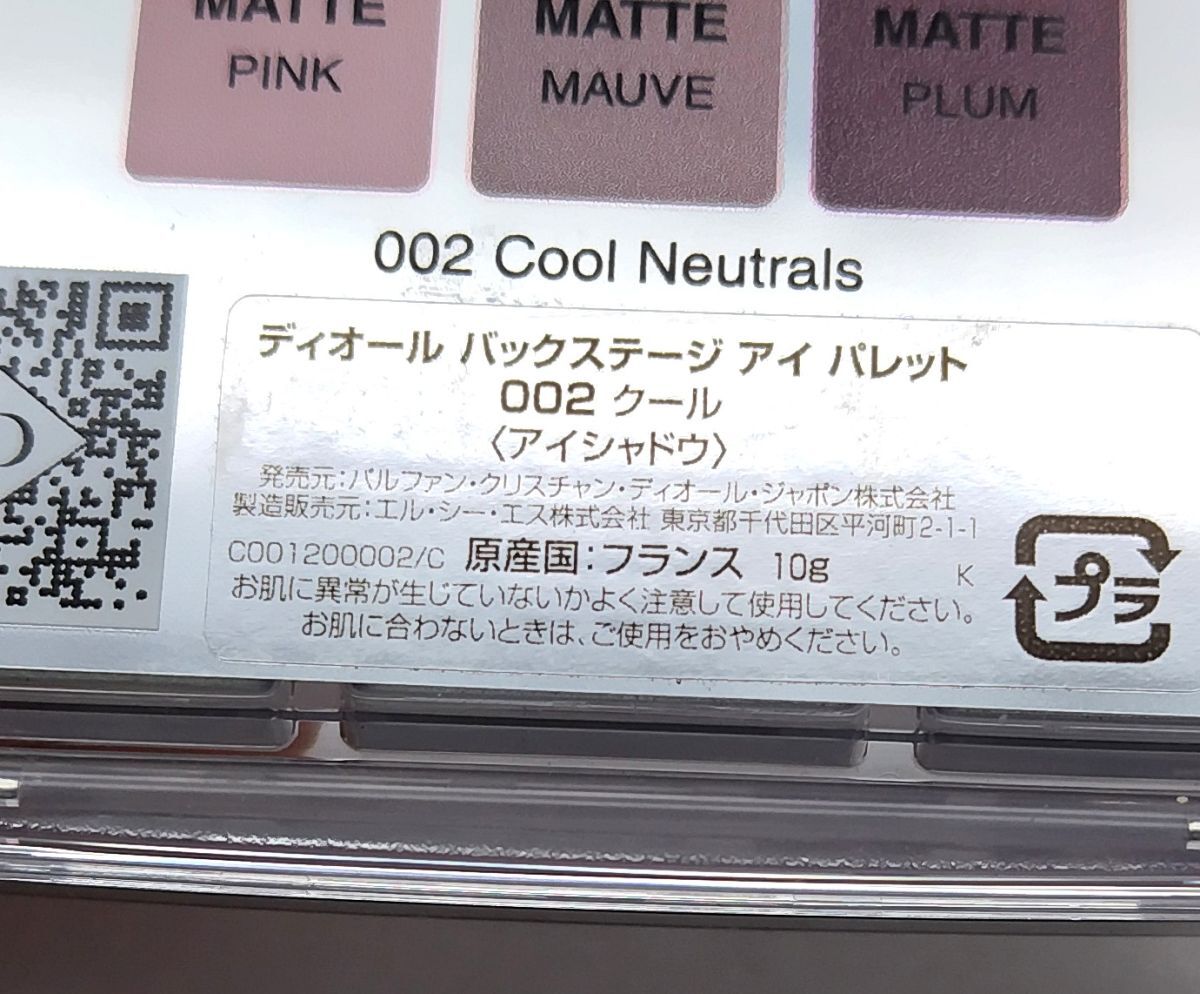 MATTE MATTE MATTE
PINK MAUVE PLUM
002 Cool Neutrals
ディオール バックステージ アイ パレット
002 クール
〈アイシャドウ〉
発売元:パルファン・クリスチャン・ディオール・ジャポン株式会社
製造販売元:エル・シー・エス株式会社 東京都千代田区平河町2-1-1
C001200002/C 原産国:フランス 10g K
お肌に異常が生じていないかよく注意して使用してください。
お肌に合わないときは、ご使用をおやめください。
プラ